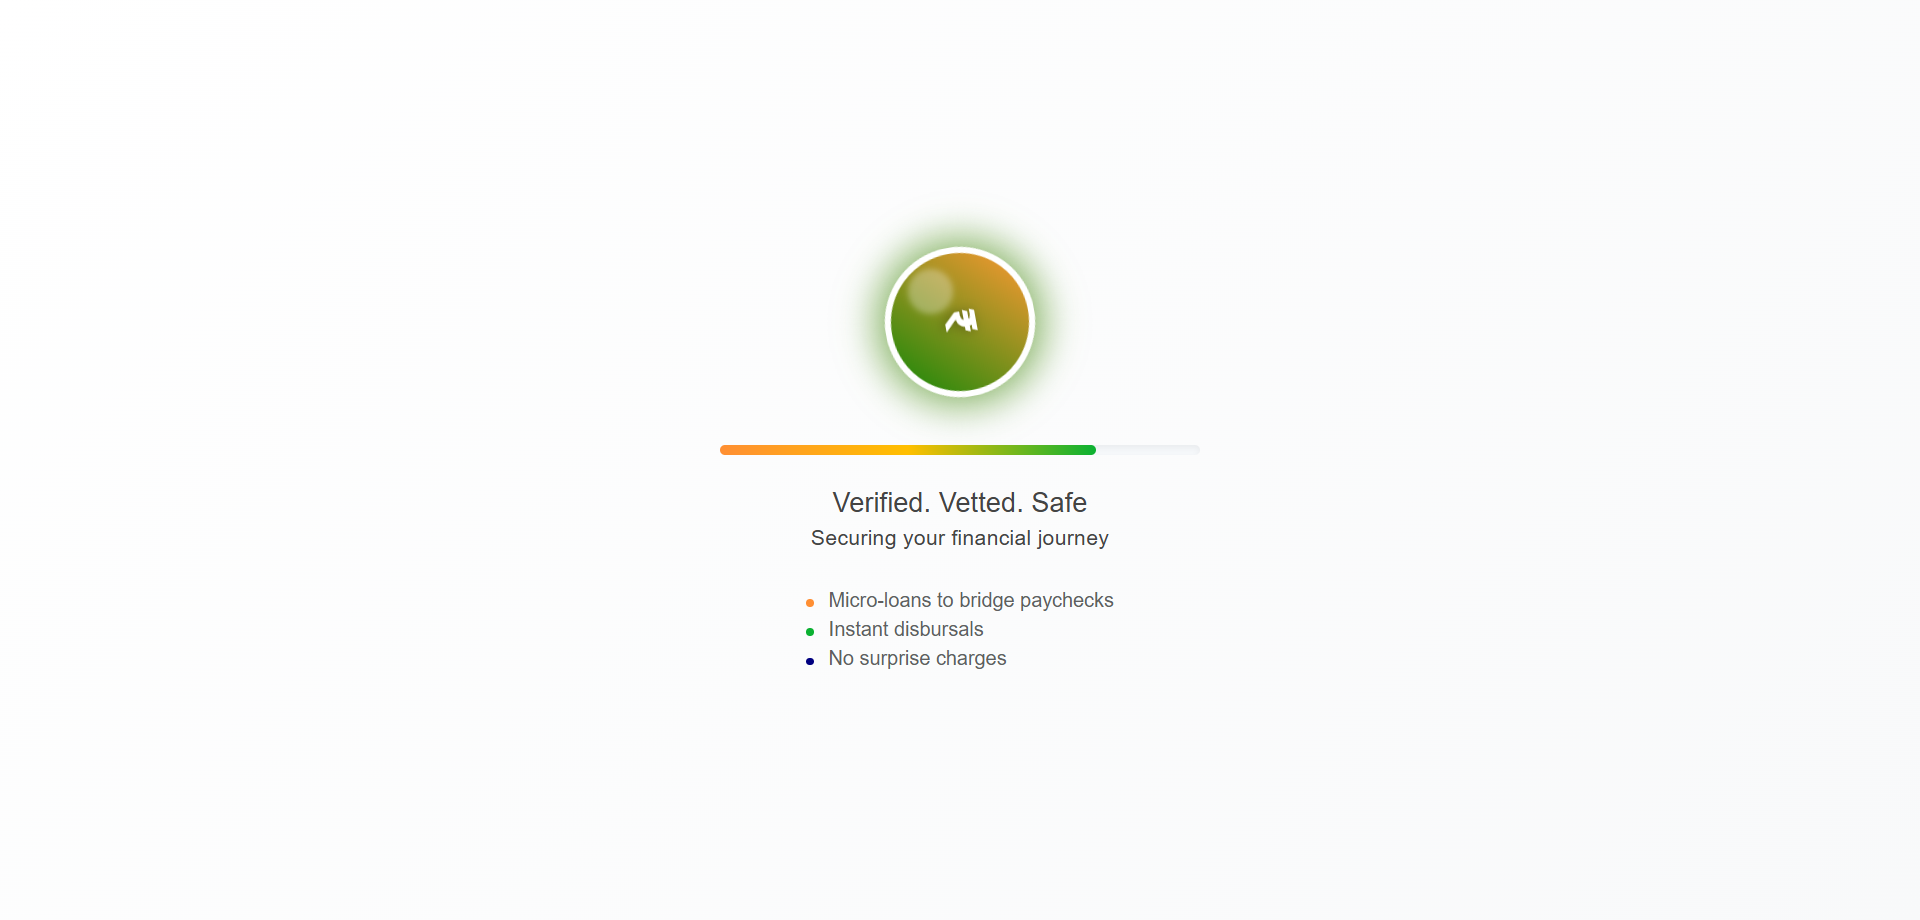 Verified. Vetted. Safe
Securing your financial journey
Micro-loans to bridge paychecks
Instant disbursals
No surprise charges